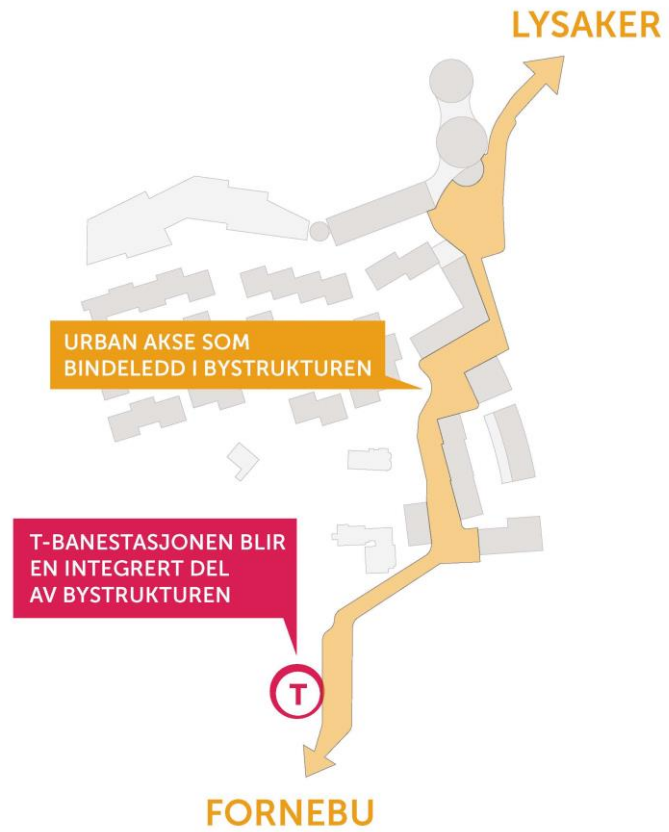 LYSAKER
URBAN AKSE SOM
BINDELEDD I BYSTRUKTUREN
T-BANESTASJONEN BLIR
EN INTEGRERT DEL
AV BYSTRUKTUREN
T
FORNEBU